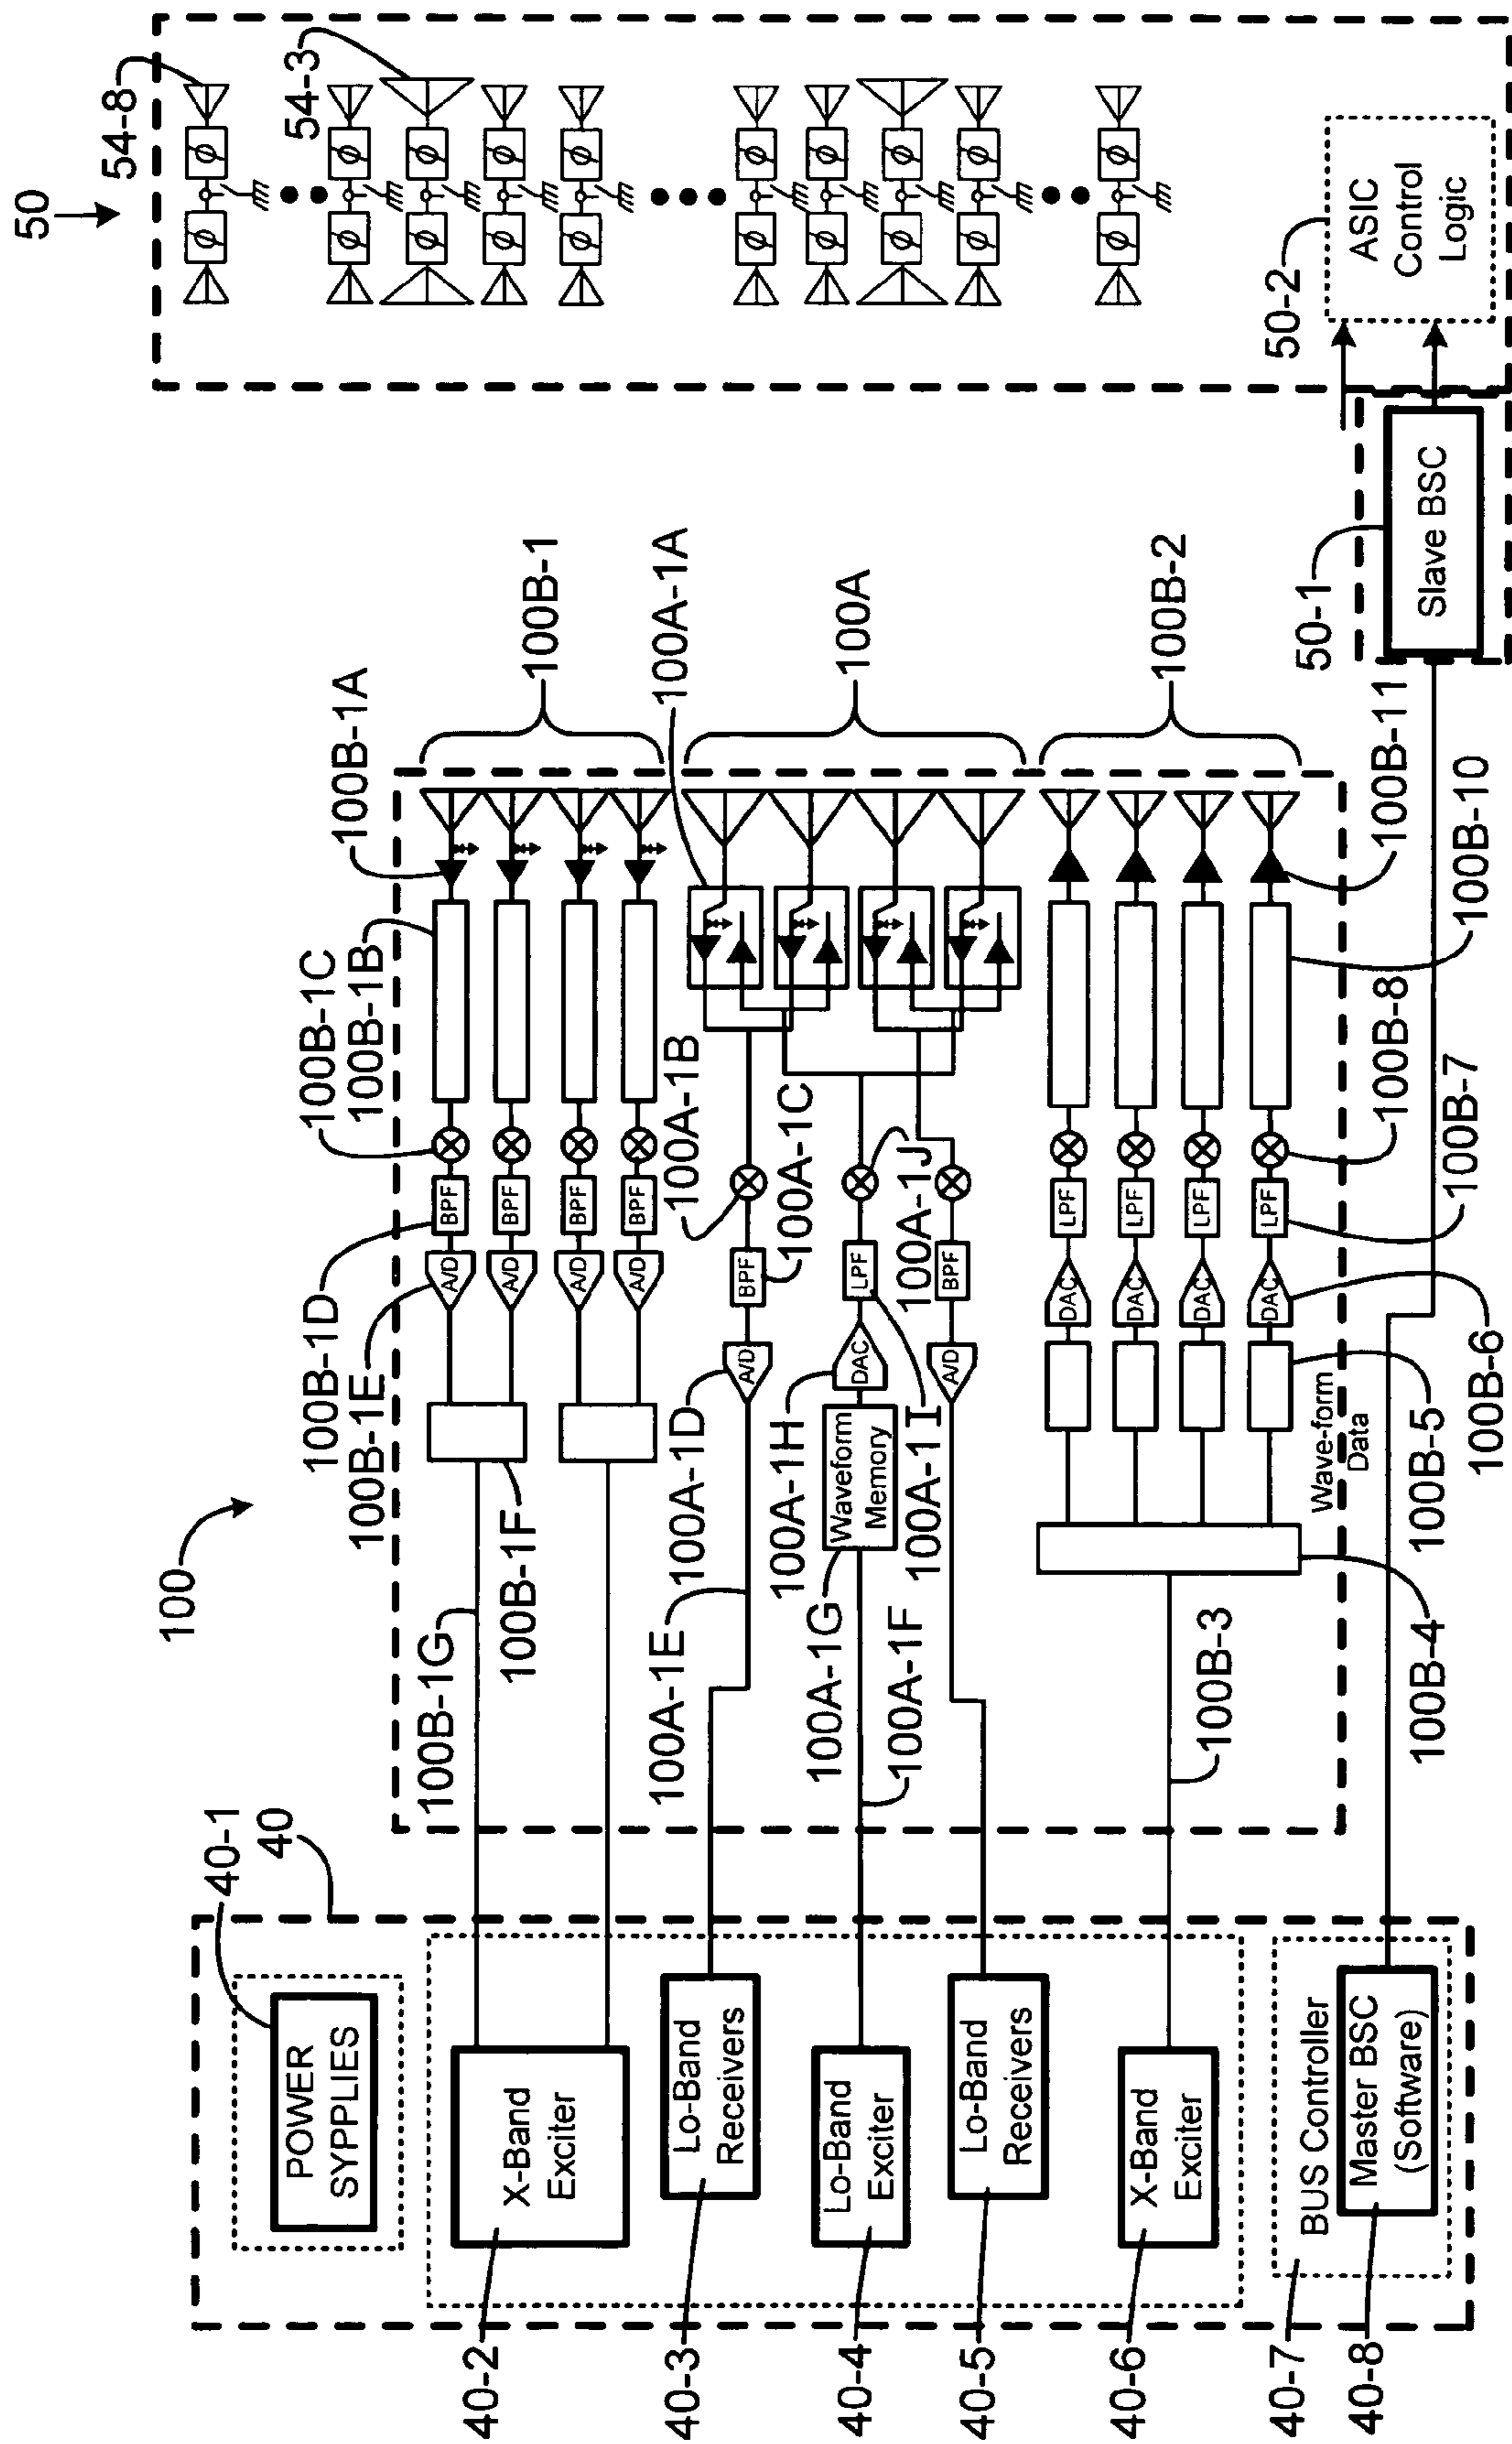 50
54-8
54-3
ASIC
Control
Logic
50-2
Slave BSC
50-1
100
100B-1
100A
100A-1A
100B-2
100B-1A
100B-1C
100B-1B
100B-1D
100B-1E
100B-1F
100B-1G
BPF
BPF
BPF
BPF
A/D
A/D
A/D
A/D
100A-1B
100A-1C
100A-1D
100A-1E
BPF
A/D
100A-1J
100A-1I
100A-1H
100A-1G
100A-1F
LPF
DAC
Waveform
Memory
BPF
A/D
100B-11
100B-10
100B-8
100B-7
100B-6
100B-5
100B-4
100B-3
LPF
LPF
LPF
LPF
DAC
DAC
DAC
DAC
Wave-form
Data
40-1
40
POWER
SYPPLIES
X-Band
Exciter
Lo-Band
Receivers
Lo-Band
Exciter
Lo-Band
Receivers
X-Band
Exciter
BUS Controller
Master BSC
(Software)
40-2
40-3
40-4
40-5
40-6
40-7
40-8